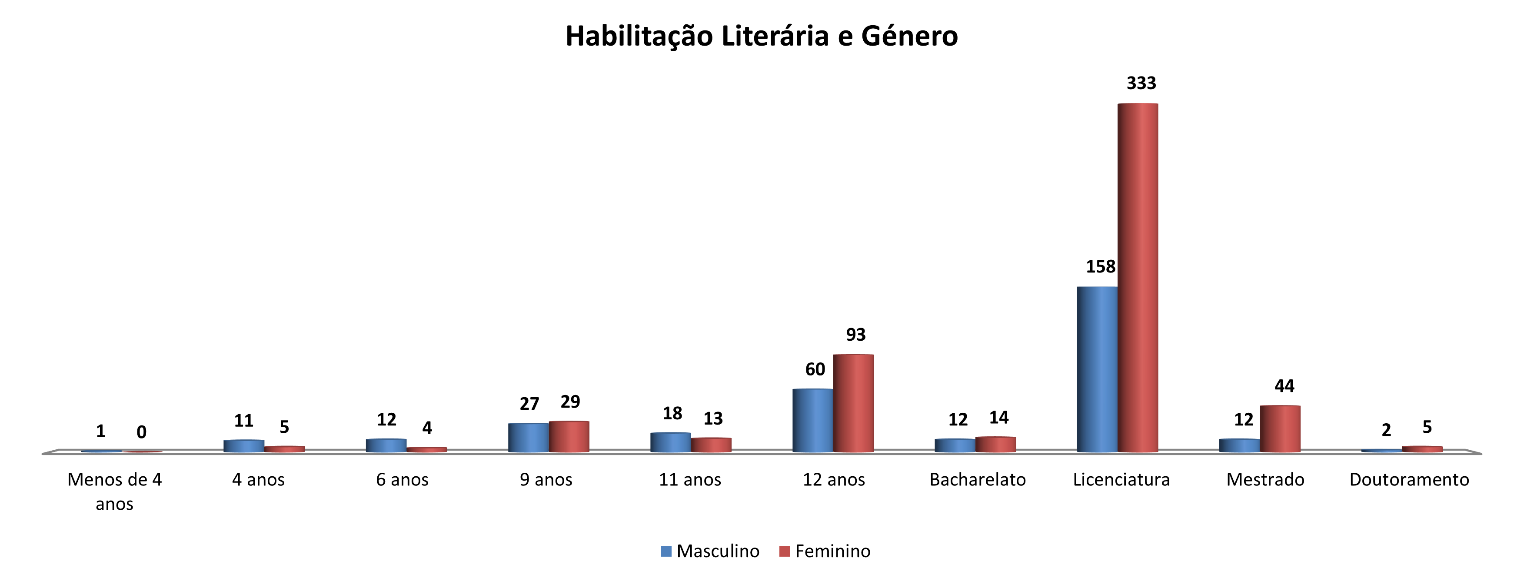 Habilitação Literária e Género
333
158
93
60
44
27
29
18
13
11
5
12
4
12
14
12
2
5
1
0
Menos de 4
anos
4 anos
6 anos
9 anos
11 anos
12 anos
Bacharelato
Licenciatura
Mestrado
Doutoramento
Masculino
Feminino